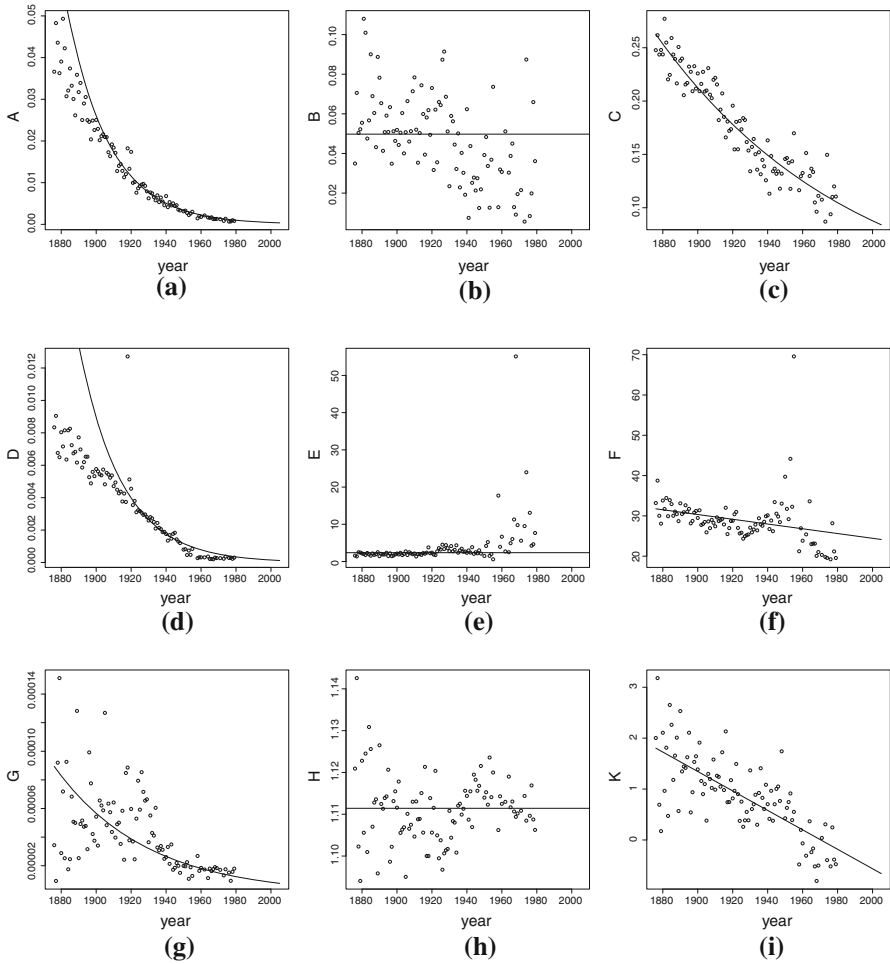 A
0.00 0.01 0.02 0.03 0.04 0.05
1880 1900 1920 1940 1960 1980 2000
year
(a)
B
0.02 0.04 0.06 0.08 0.10
1880 1900 1920 1940 1960 1980 2000
year
(b)
C
0.10 0.15 0.20 0.25
1880 1900 1920 1940 1960 1980 2000
year
(c)
D
0.000 0.002 0.004 0.006 0.008 0.010 0.012
1880 1900 1920 1940 1960 1980 2000
year
(d)
E
0 10 20 30 40 50
1880 1900 1920 1940 1960 1980 2000
year
(e)
F
20 30 40 50 60 70
1880 1900 1920 1940 1960 1980 2000
year
(f)
G
0.00002 0.00006 0.00010 0.00014
1880 1900 1920 1940 1960 1980 2000
year
(g)
H
1.10 1.11 1.12 1.13 1.14
1880 1900 1920 1940 1960 1980 2000
year
(h)
K
0 1 2 3
1880 1900 1920 1940 1960 1980 2000
year
(i)